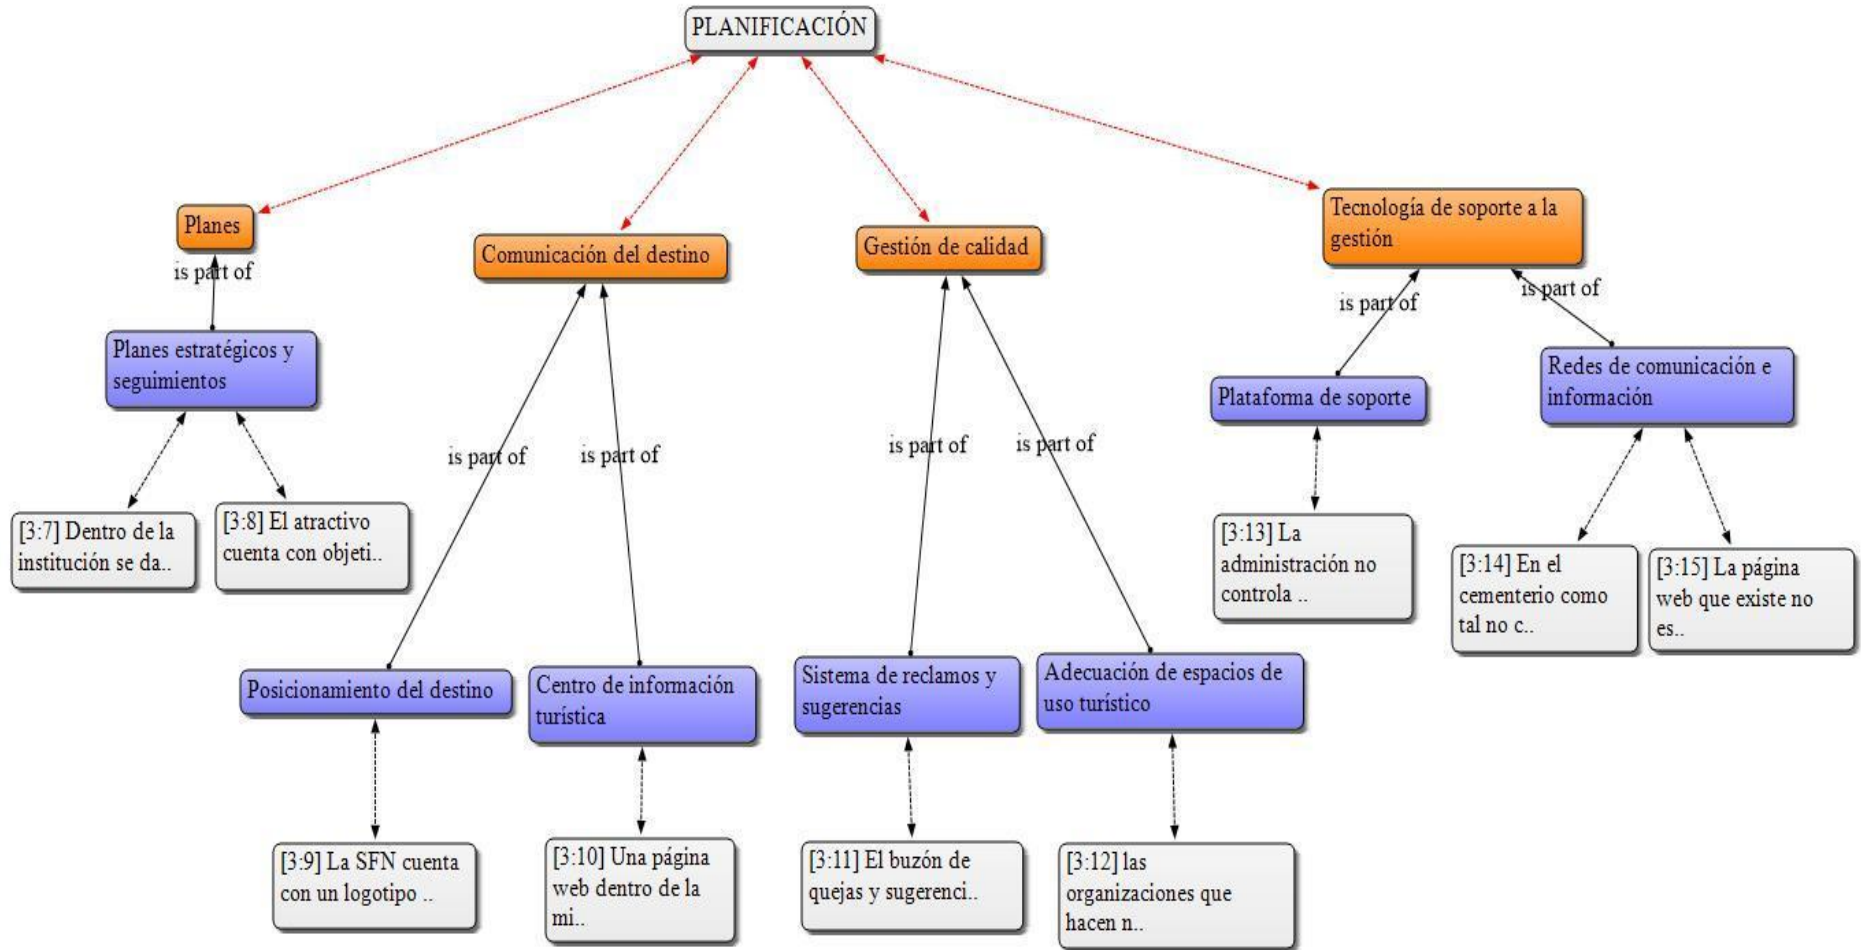 PLANIFICACIÓN
Planes
Comunicación del destino
Gestión de calidad
Tecnología de soporte a la
gestión
is part of
is part of
is part of
Planes estratégicos y
seguimientos
Plataforma de soporte
Redes de comunicación e
información
is part of
is part of
is part of
is part of
[3:7] Dentro de la
institución se da..
[3:8] El atractivo
cuenta con objeti..
[3:13] La
administración no
controla ..
[3:14] En el
cementerio como
tal no c..
[3:15] La página
web que existe no
es..
Posicionamiento del destino
Centro de información
turística
Sistema de reclamos y
sugerencias
Adecuación de espacios de
uso turístico
[3:9] La SFN cuenta
con un logotipo ..
[3:10] Una página
web dentro de la
mi..
[3:11] El buzón de
quejas y sugerenci..
[3:12] las
organizaciones que
hacen n..